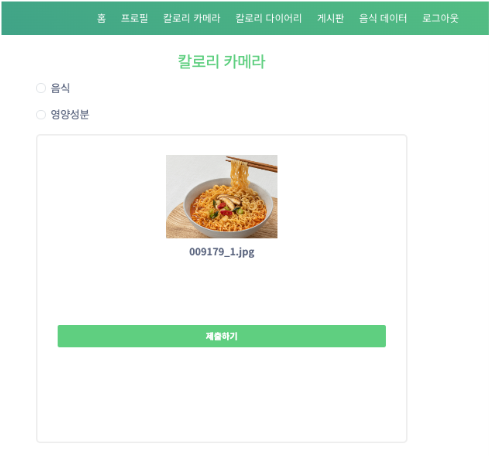 홈 프로필 칼로리 카메라 칼로리 다이어리 게시판 음식 데이터 로그아웃
칼로리 카메라
음식
영양성분
009179_1.jpg
제출하기